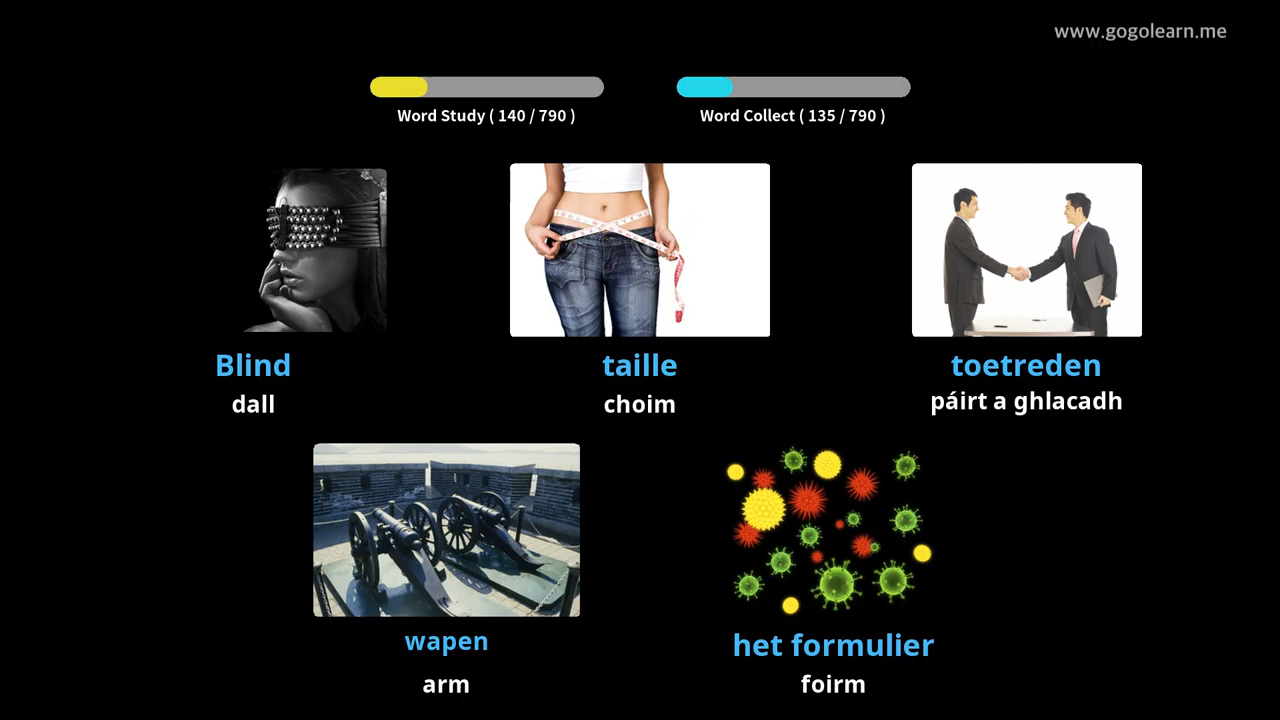 www.gogolearn.me
Word Study ( 140 / 790 )
Word Collect ( 135 / 790 )
Blind
dall
taille
choim
toetreden
páirt a ghlacadh
wapen
arm
het formulier
foirm